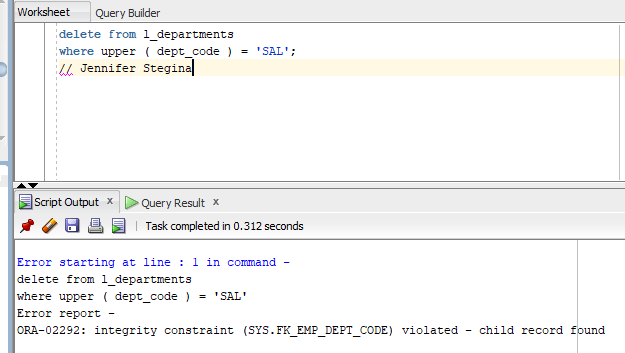 Worksheet Query Builder
delete from l_departments
where upper ( dept_code ) = 'SAL';
// Jennifer Stegina
Script Output x Query Result x
Task completed in 0.312 seconds
Error starting at line : 1 in command -
delete from l_departments
where upper ( dept_code ) = 'SAL'
Error report -
ORA-02292: integrity constraint (SYS.FK_EMP_DEPT_CODE) violated - child record found